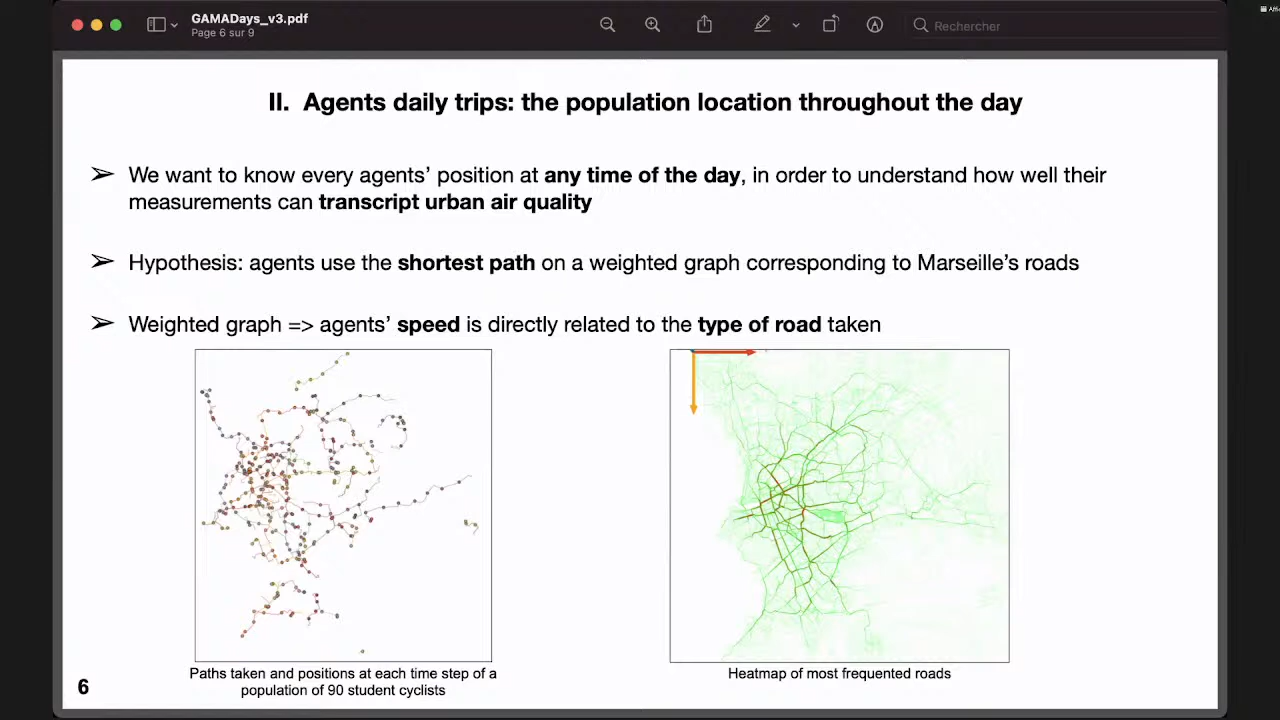 GAMADays_v3.pdf
Page 6 sur 9
Rechercher
II. Agents daily trips: the population location throughout the day
➢ We want to know every agents' position at any time of the day, in order to understand how well their
measurements can transcript urban air quality
➢ Hypothesis: agents use the shortest path on a weighted graph corresponding to Marseille's roads
➢ Weighted graph => agents' speed is directly related to the type of road taken
Paths taken and positions at each time step of a
population of 90 student cyclists
Heatmap of most frequented roads
6